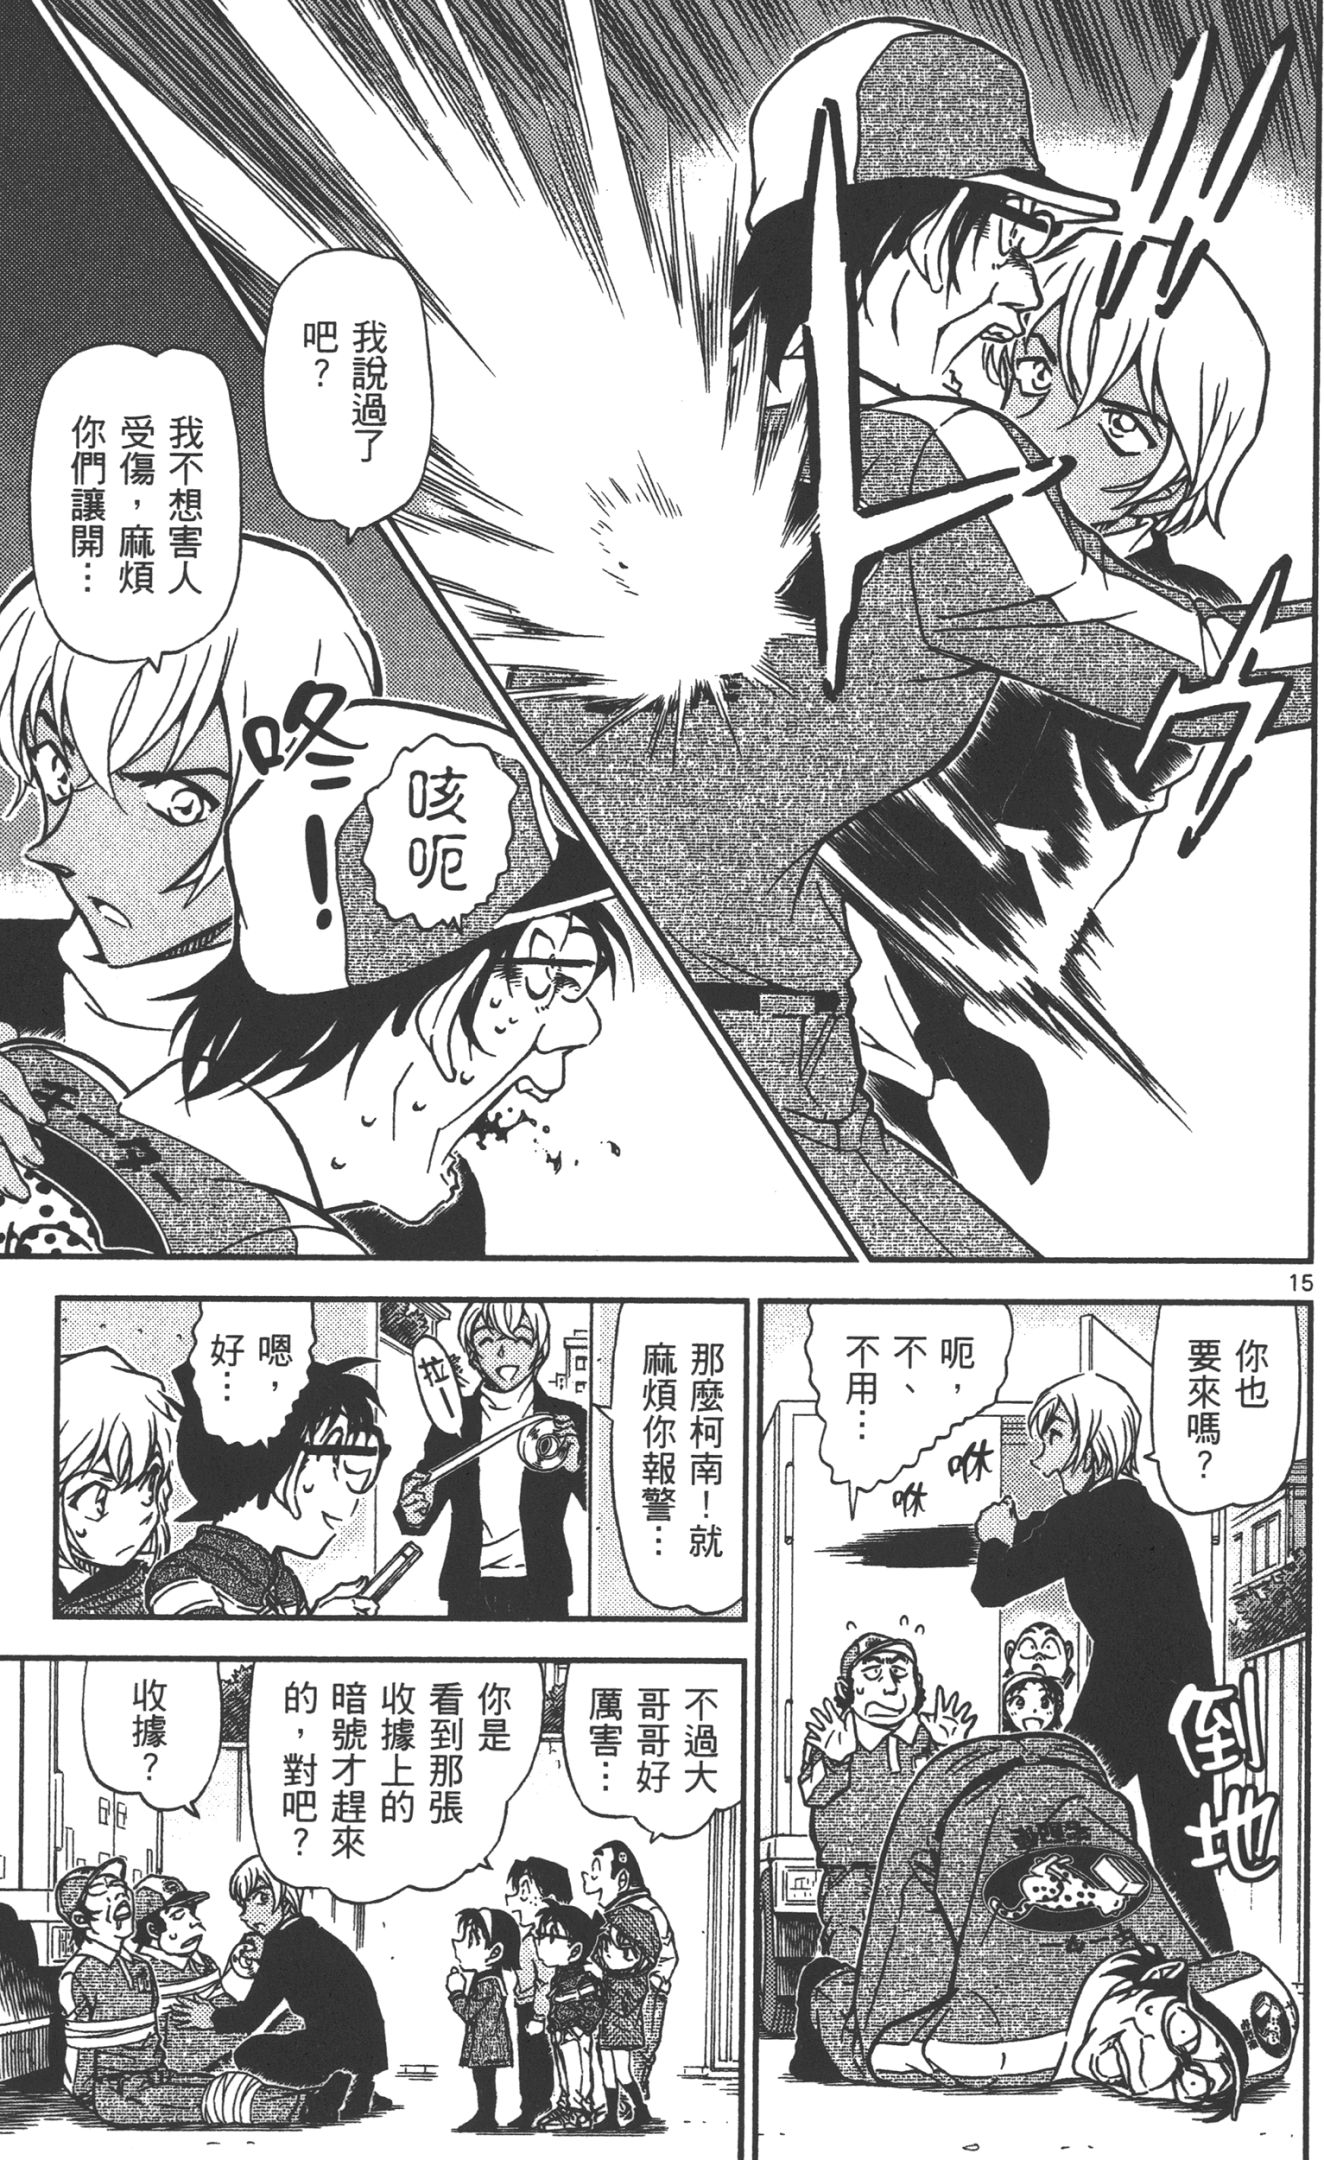 ドドウッ
我說過了
吧？
我不想害人
受傷，麻煩
你們讓開…
咚！
咳
呃
15
你也
要來嗎？
呃，
不、
不用…
咻
咻
倒地
那麼柯南！就
麻煩你報警…
拉—
嗯，
好…
不過大
哥哥好
厲害…
你是
看到那張
收據上的
暗號才趕來
的，對吧？
收據？